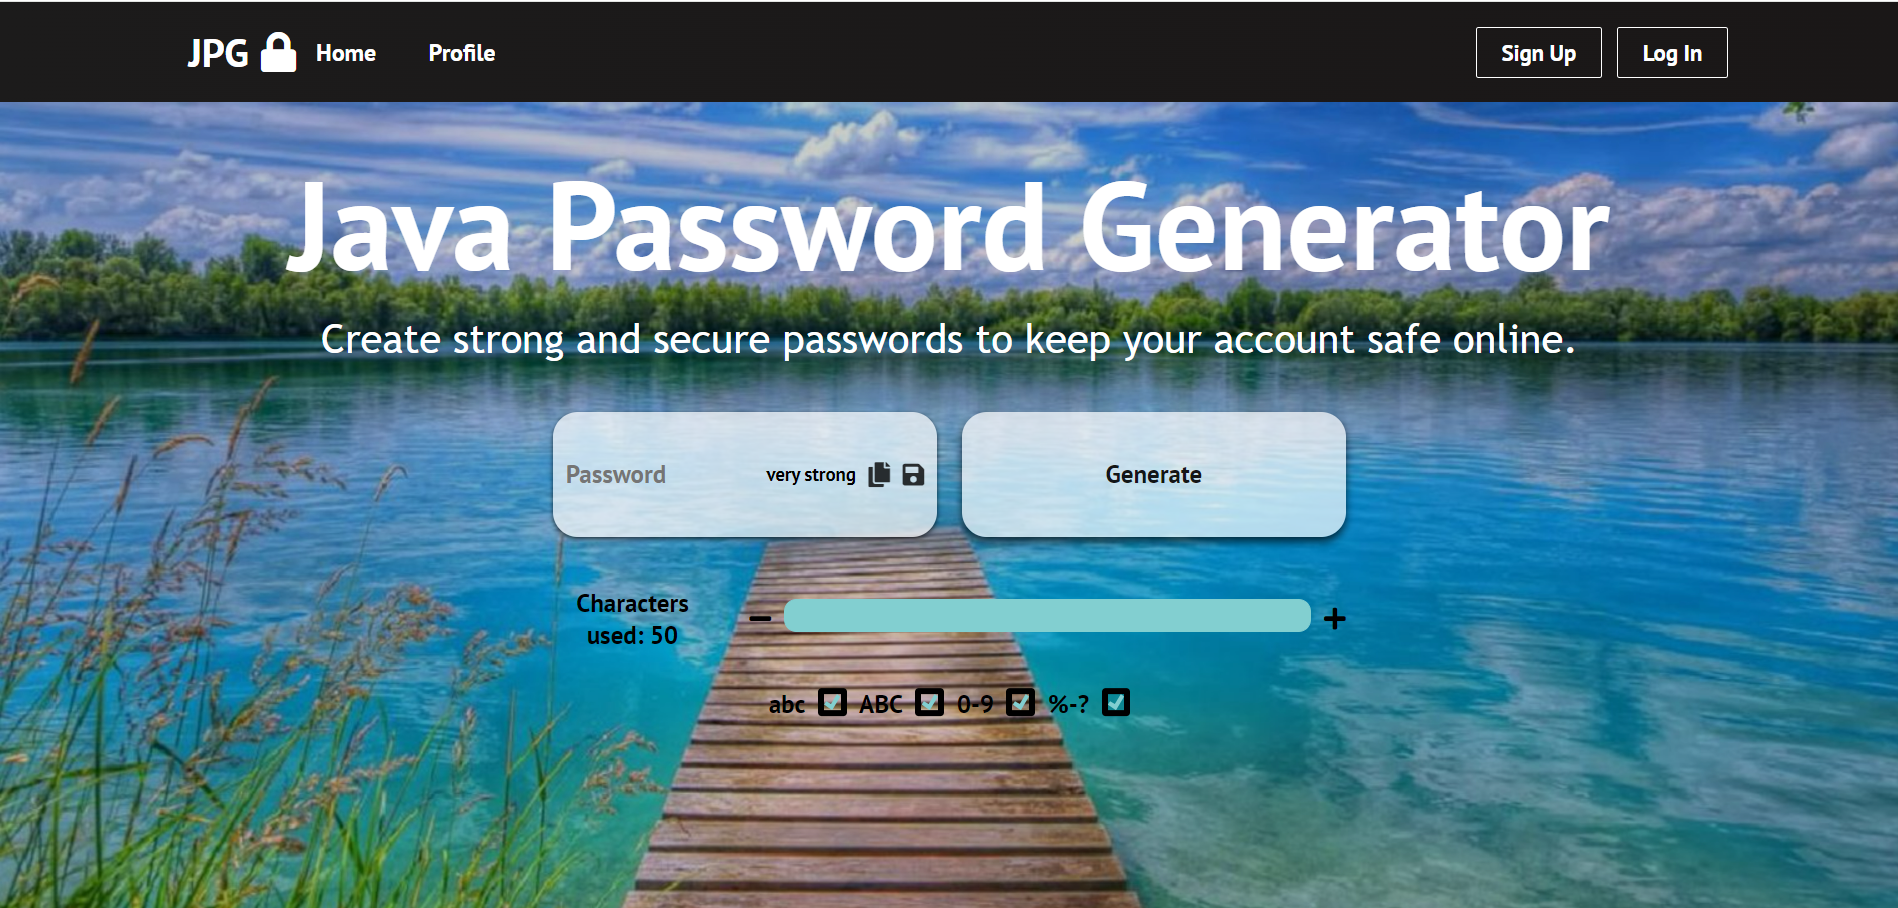 JPG Home Profile Sign Up Log In
Java Password Generator
Create strong and secure passwords to keep your account safe online.
Password very strong Generate
Characters
used: 50
abc ABC 0-9 %-?